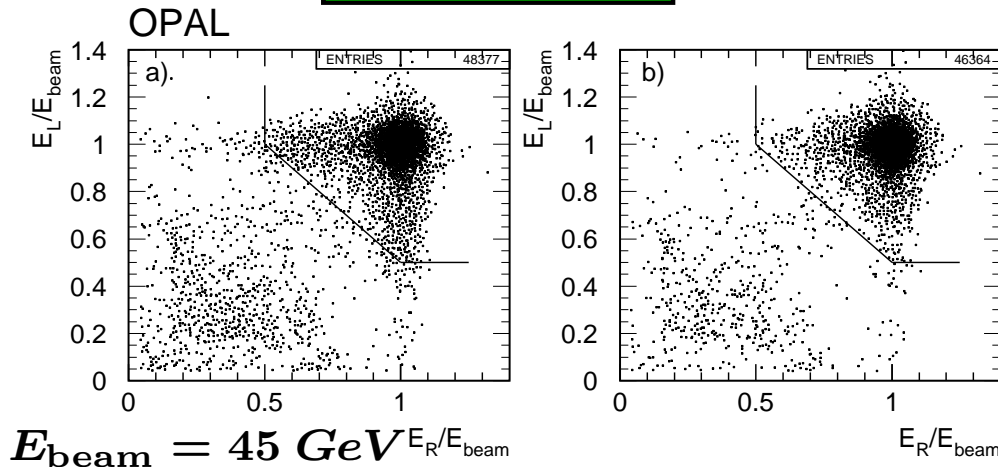 OPAL
a)
ENTRIES 48377
E_L/E_beam
1.4
1.2
1
0.8
0.6
0.4
0.2
0
0 0.5 1
E_R/E_beam
b)
ENTRIES 46364
E_L/E_beam
1.4
1.2
1
0.8
0.6
0.4
0.2
0
0 0.5 1
E_R/E_beam
E_beam = 45 GeV